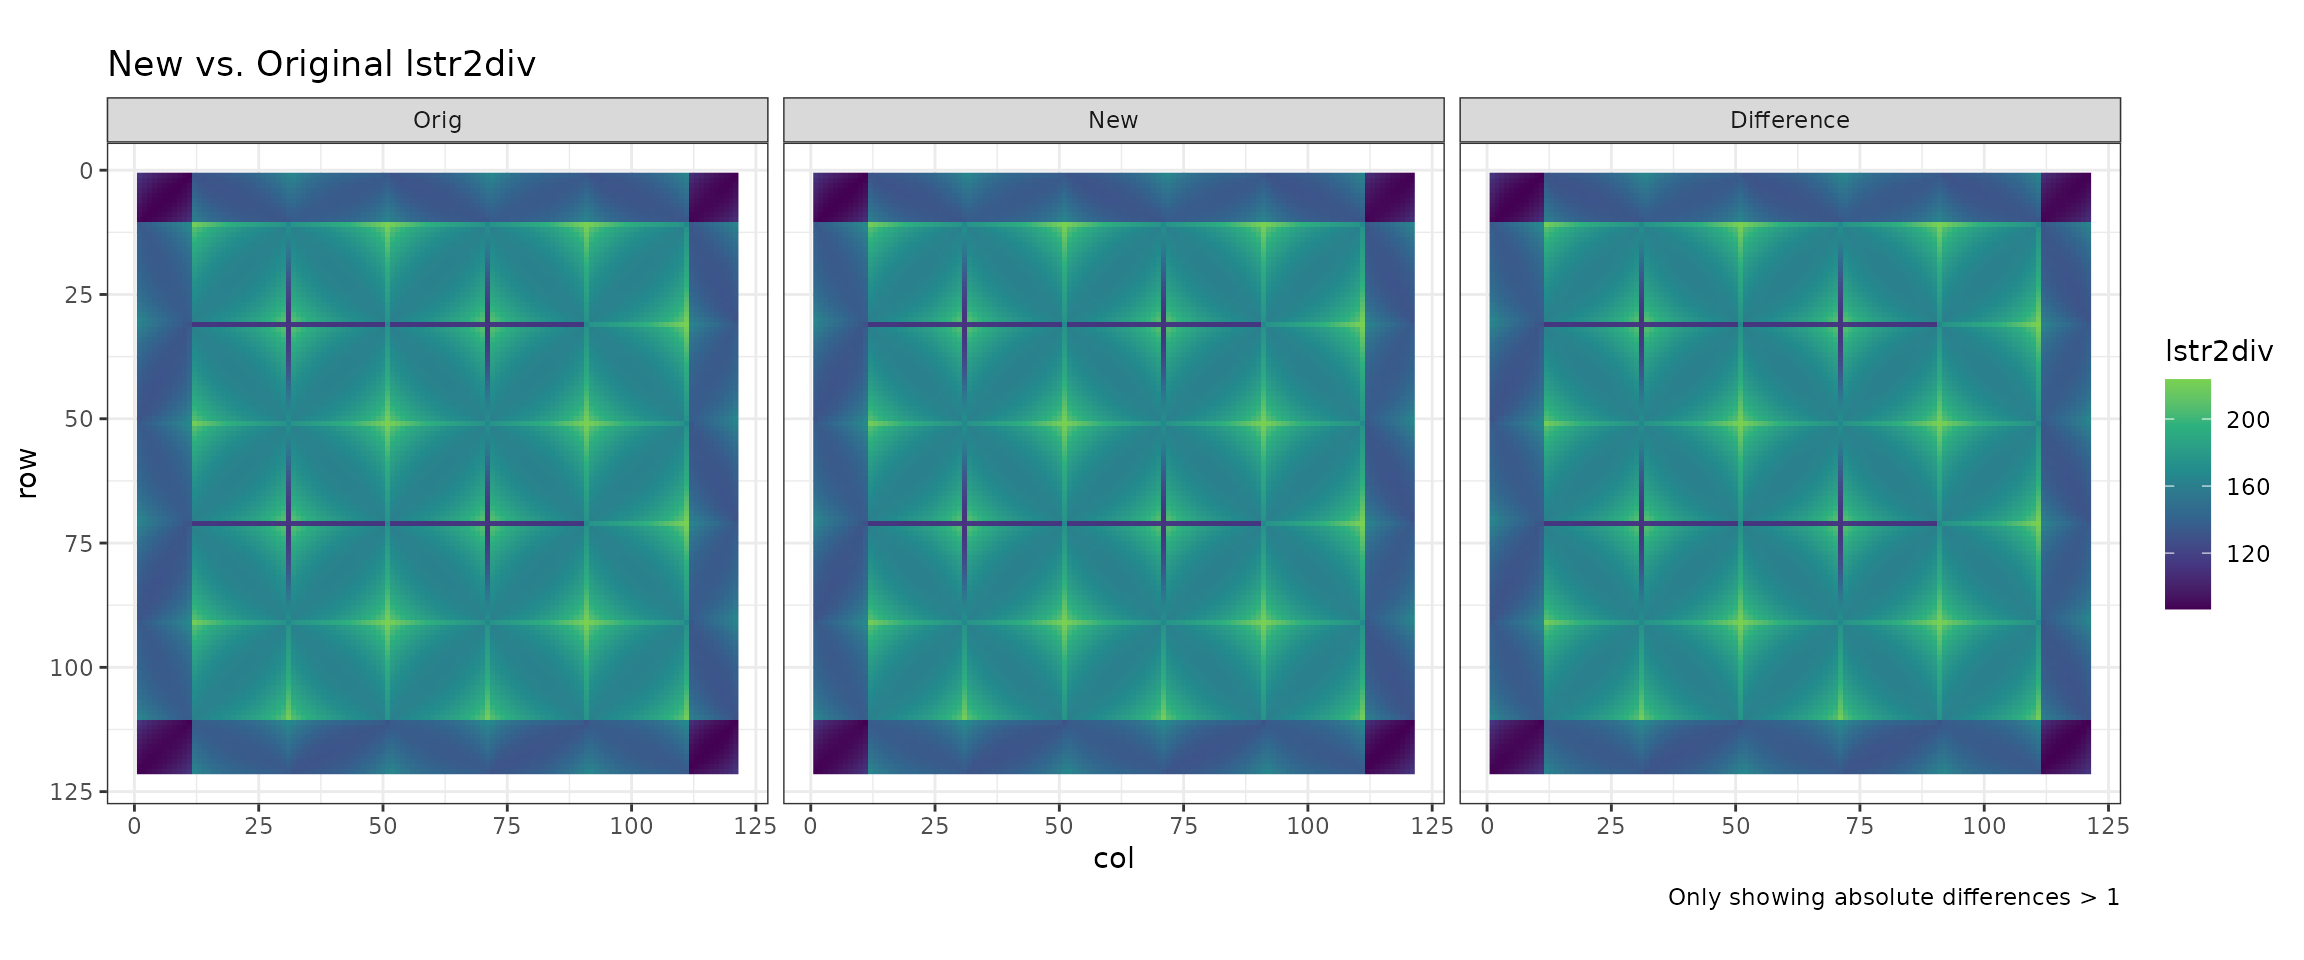 New vs. Original lstr2div
Orig
New
Difference
0
25
50
75
100
125
row
0 25 50 75 100 125
0 25 50 75 100 125
0 25 50 75 100 125
col
lstr2div
200
160
120
Only showing absolute differences > 1